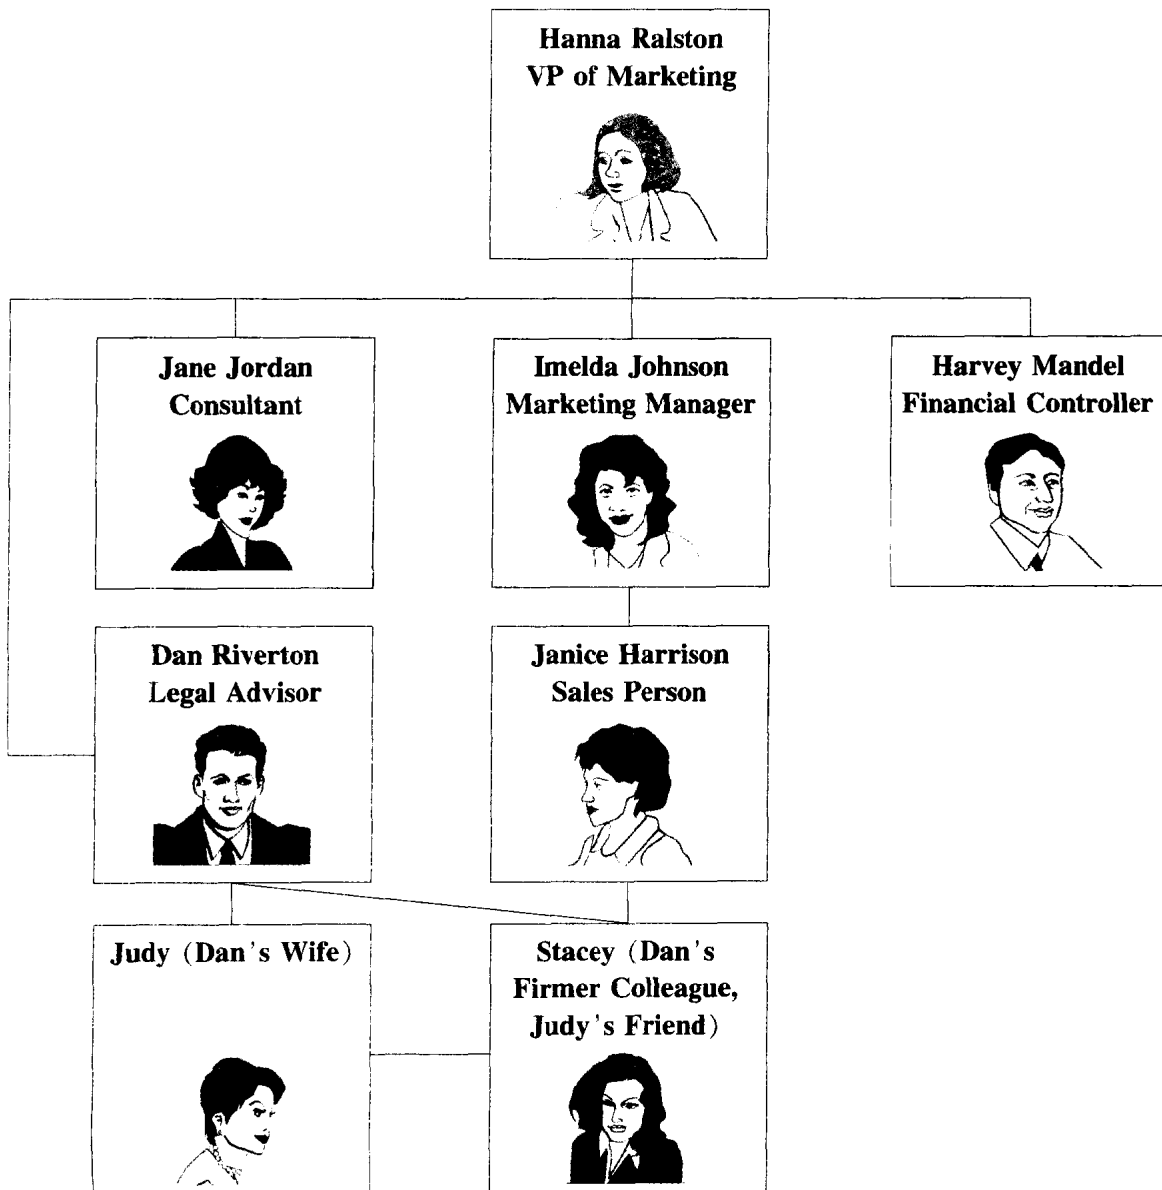 Hanna Ralston
VP of Marketing
Jane Jordan
Consultant
Imelda Johnson
Marketing Manager
Harvey Mandel
Financial Controller
Dan Riverton
Legal Advisor
Janice Harrison
Sales Person
Judy (Dan's Wife)
Stacey (Dan's
Firmer Colleague,
Judy's Friend)